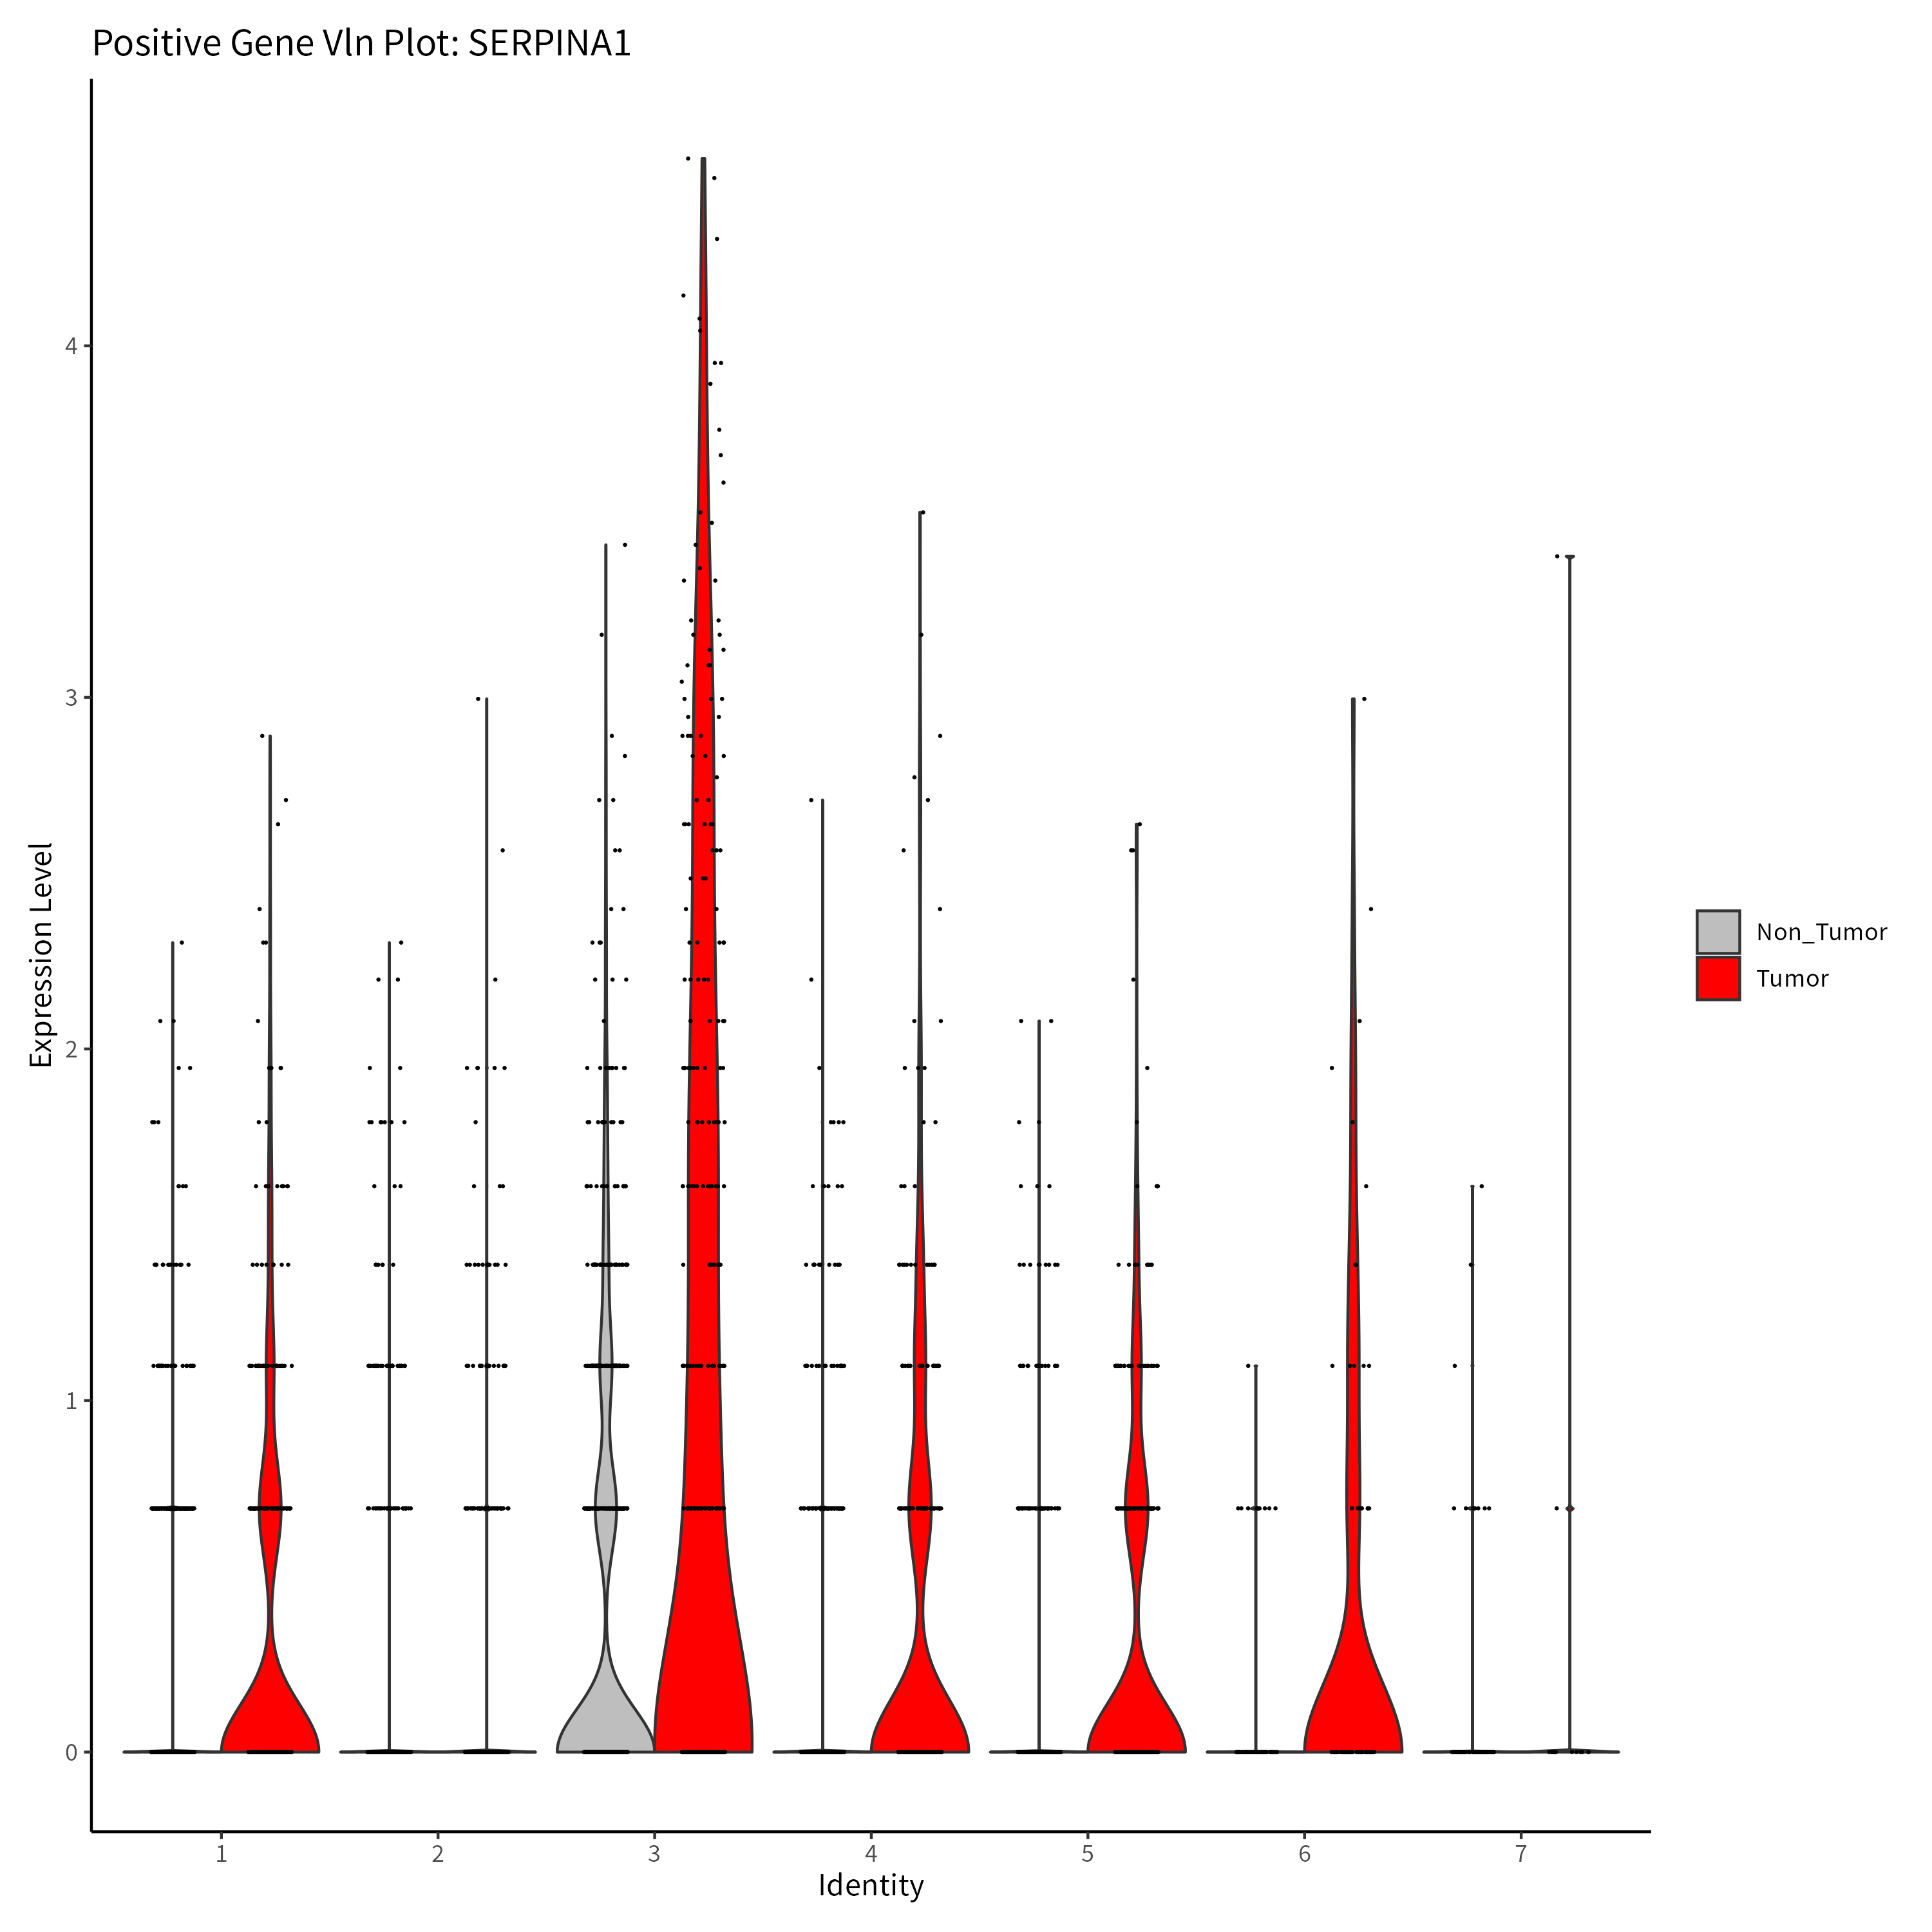 Positive Gene Vln Plot: SERPINA1
4
3
2
1
0
Expression Level
1 2 3 4 5 6 7
Identity
Non_Tumor
Tumor